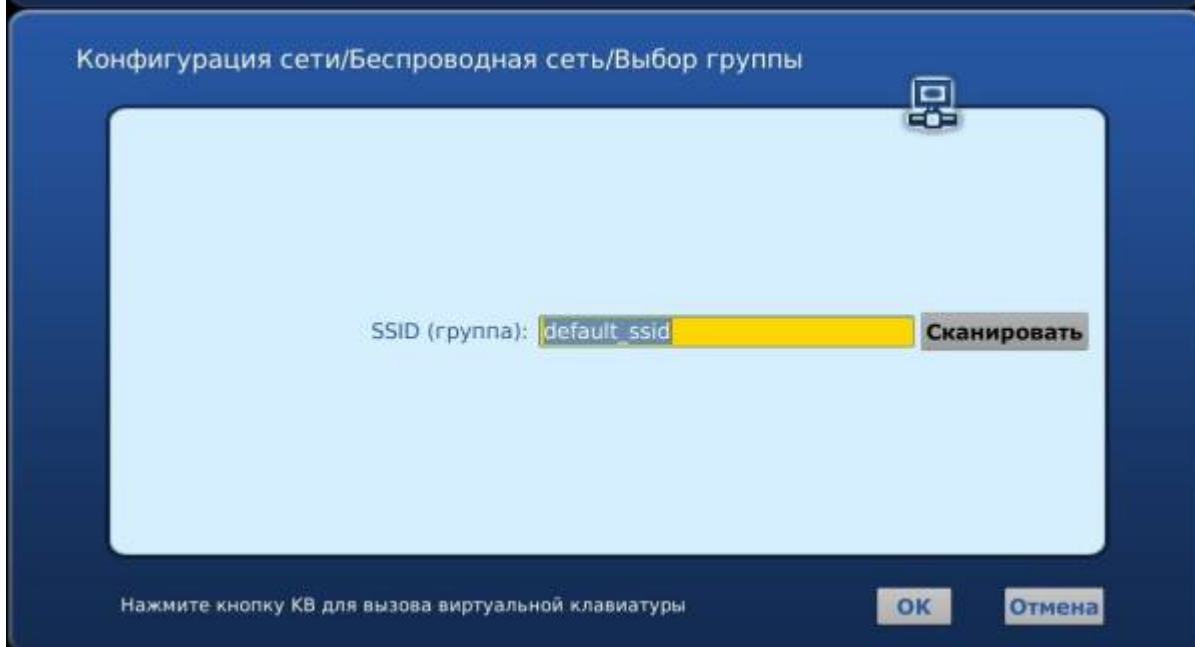 Конфигурация сети/Беспроводная сеть/Выбор группы
SSID (группа): default_ssid Сканировать
Нажмите кнопку КВ для вызова виртуальной клавиатуры OK Отмена